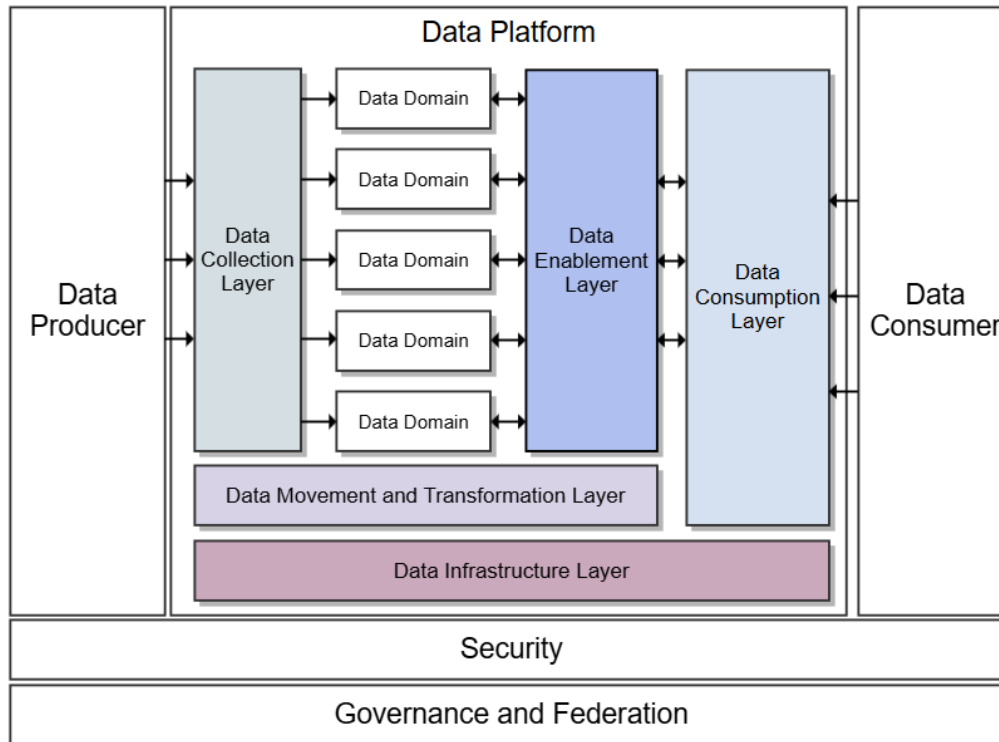 Data Platform
Data
Producer
Data
Collection
Layer
Data Domain
Data Domain
Data Domain
Data Domain
Data Domain
Data
Enablement
Layer
Data
Consumption
Layer
Data
Consumer
Data Movement and Transformation Layer
Data Infrastructure Layer
Security
Governance and Federation